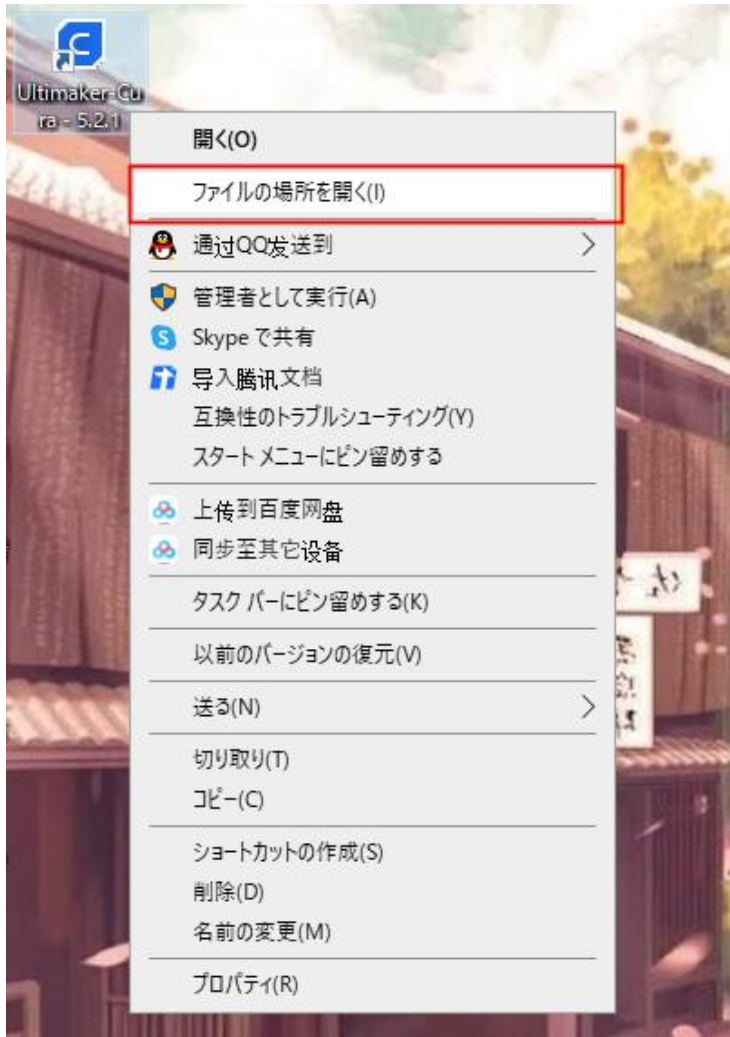 Ultimaker-Cu
ra - 5.2.1
開く(O)
ファイルの場所を開く(I)
通过QQ发送到
管理者として実行(A)
Skype で共有
导入腾讯文档
互換性のトラブルシューティング(Y)
スタート メニューにピン留めする
上传到百度网盘
同步至其它设备
タスク バーにピン留めする(K)
以前のバージョンの復元(V)
送る(N)
切り取り(T)
コピー(C)
ショートカットの作成(S)
削除(D)
名前の変更(M)
プロパティ(R)